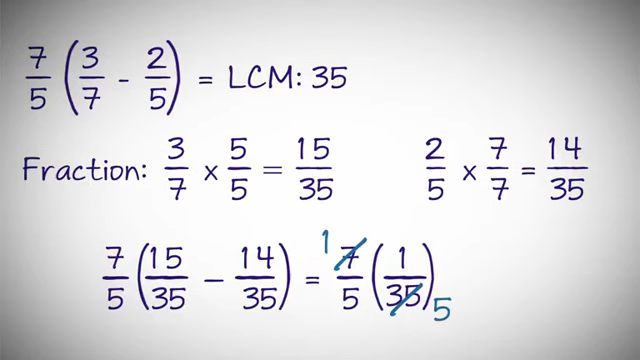 7/5 (3/7 - 2/5) = LCM: 35
Fraction: 3/7 x 5/5 = 15/35 2/5 x 7/7 = 14/35
7/5 (15/35 - 14/35) = 1 7/5 (1/35) 5